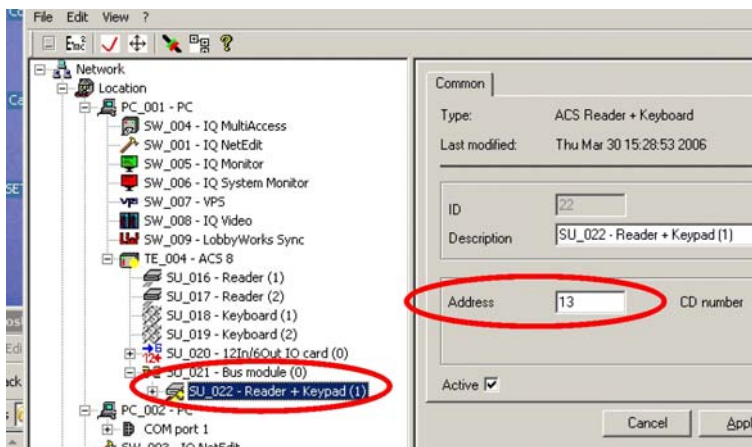 File Edit View ?
Network
Location
PC_001 - PC
SW_004 - IQ MultiAccess
SW_001 - IQ NetEdit
SW_005 - IQ Monitor
SW_006 - IQ System Monitor
SW_007 - VPS
SW_008 - IQ Video
SW_009 - LobbyWorks Sync
TE_004 - ACS 8
SU_016 - Reader (1)
SU_017 - Reader (2)
SU_018 - Keyboard (1)
SU_019 - Keyboard (2)
SU_020 - 12In/6Out IO card (0)
SU_021 - Bus module (0)
SU_022 - Reader + Keypad (1)
PC_002 - PC
COM port 1
SW_003 - IQ NetEdit
Common
Type: ACS Reader + Keyboard
Last modified: Thu Mar 30 15:28:53 2006
ID 22
Description SU_022 - Reader + Keypad (1)
Address 13 CD number
Active
Cancel